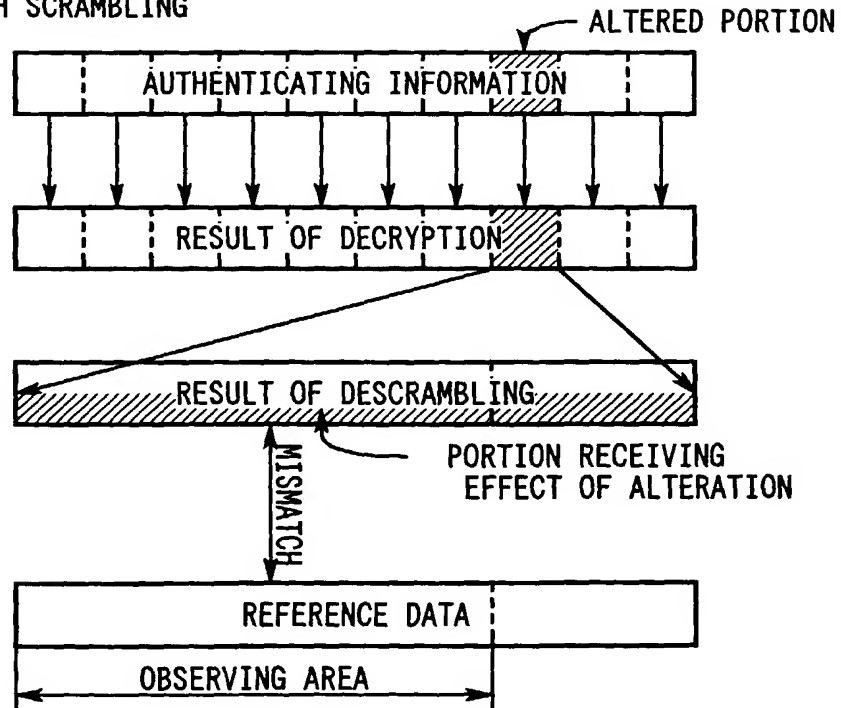 SCRAMBLING
ALTERED PORTION
AUTHENTICATING INFORMATION
RESULT OF DECRYPTION
RESULT OF DESCRAMBLING
PORTION RECEIVING
EFFECT OF ALTERATION
MISMATCH
REFERENCE DATA
OBSERVING AREA